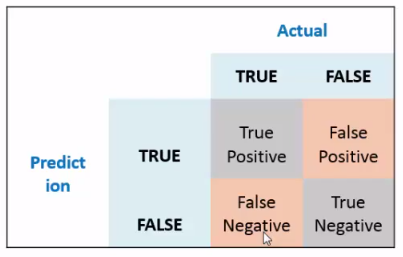 Actual
TRUE FALSE
Predict
ion
TRUE
True
Positive
False
Positive
FALSE
False
Negative
True
Negative